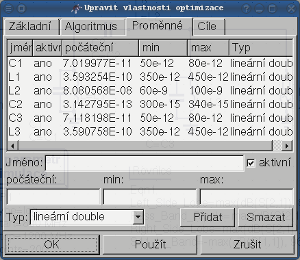 Upravit vlastnosti optimizace
Základní Algoritmus Proměnné Cíle
jmér aktivr počáteční min max Typ
C1 ano 7.019977E-11 50e-12 80e-12 lineární doub
L1 ano 3.593254E-10 350e-12 450e-12 lineární doub
L2 ano 8.080568E-08 60e-9 100e-9 lineární doub
C2 ano 3.142795E-13 300e-15 340e-15 lineární doub
C3 ano 7.118198E-11 50e-12 80e-12 lineární doub
L3 ano 3.590758E-10 350e-12 450e-12 lineární doub
Jméno: aktivní
počáteční: min: max:
Typ: lineární double Přidat Smazat
OK Použít Zrušit